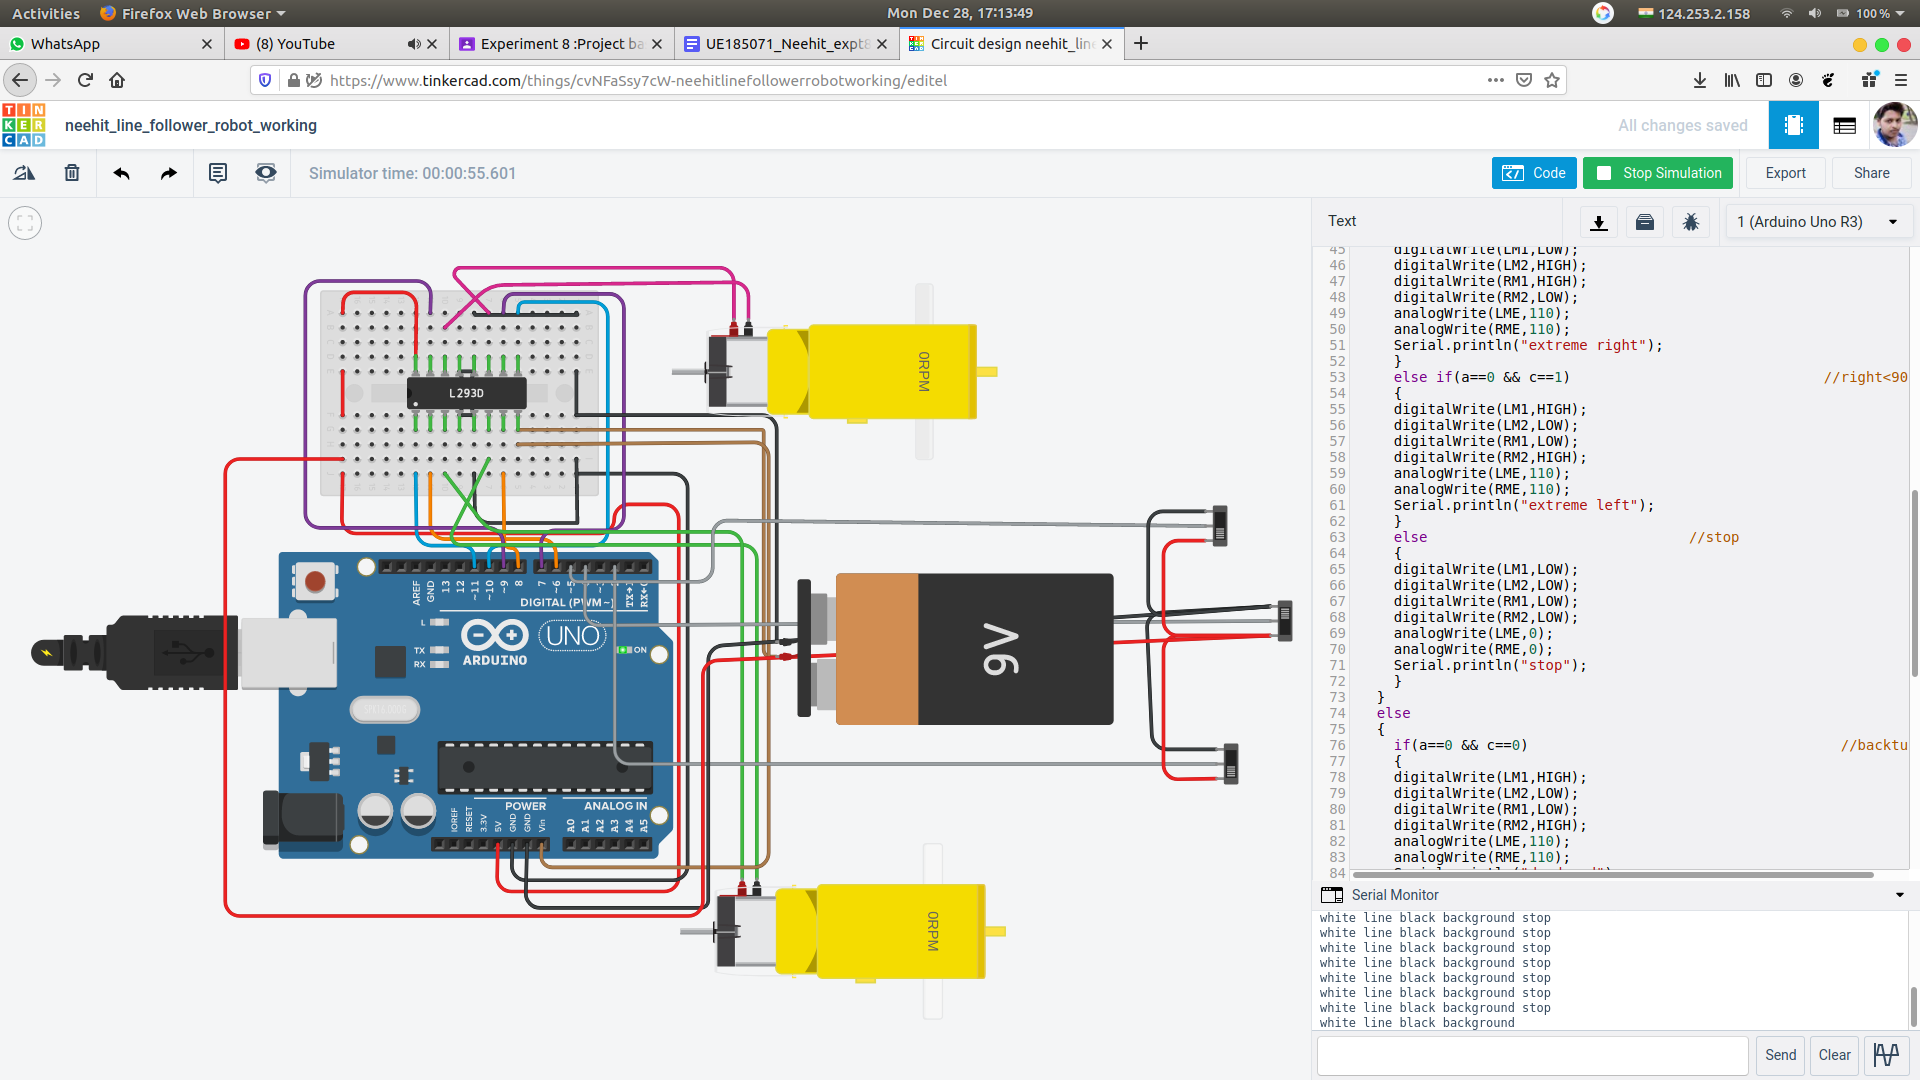 Activities Firefox Web Browser Mon Dec 28, 17:13:49 124.253.2.158 100 %
WhatsApp (8) YouTube Experiment 8 :Project ba UE185071_Neehit_expt8 Circuit design neehit_line
https://www.tinkercad.com/things/cvNFaSsy7cW-neehitlinefollowerrobotworking/editel
TINKERCAD
neehit_line_follower_robot_working All changes saved
Simulator time: 00:00:55.601 Code Stop Simulation Export Share
Text 1 (Arduino Uno R3)
45 digitalWrite(LM1,LOW);
46 digitalWrite(LM2,HIGH);
47 digitalWrite(RM1,HIGH);
48 digitalWrite(RM2,LOW);
49 analogWrite(LME,110);
50 analogWrite(RME,110);
51 Serial.println("extreme right");
52 }
53 else if(a==0 && c==1) //right<90
54 {
55 digitalWrite(LM1,HIGH);
56 digitalWrite(LM2,LOW);
57 digitalWrite(RM1,LOW);
58 digitalWrite(RM2,HIGH);
59 analogWrite(LME,110);
60 analogWrite(RME,110);
61 Serial.println("extreme left");
62 }
63 else //stop
64 {
65 digitalWrite(LM1,LOW);
66 digitalWrite(LM2,LOW);
67 digitalWrite(RM1,LOW);
68 digitalWrite(RM2,LOW);
69 analogWrite(LME,0);
70 analogWrite(RME,0);
71 Serial.println("stop");
72 }
73 }
74 else
75 {
76 if(a==0 && c==0) //backtu
77 {
78 digitalWrite(LM1,HIGH);
79 digitalWrite(LM2,LOW);
80 digitalWrite(RM1,LOW);
81 digitalWrite(RM2,HIGH);
82 analogWrite(LME,110);
83 analogWrite(RME,110);
84
Serial Monitor
white line black background stop
white line black background stop
white line black background stop
white line black background stop
white line black background stop
white line black background stop
white line black background stop
white line black background
Send Clear
L293D
0RPM
AREF GND 13 12 ~11 ~10 ~9 8 7 ~6 ~5
DIGITAL (PWM~) TX→ RX←
L
TX
RX
ARDUINO UNO
ON
9V
POWER ANALOG IN
IOREF RESET 3.3V 5V GND GND Vin A0 A1 A2 A3 A4 A5
0RPM